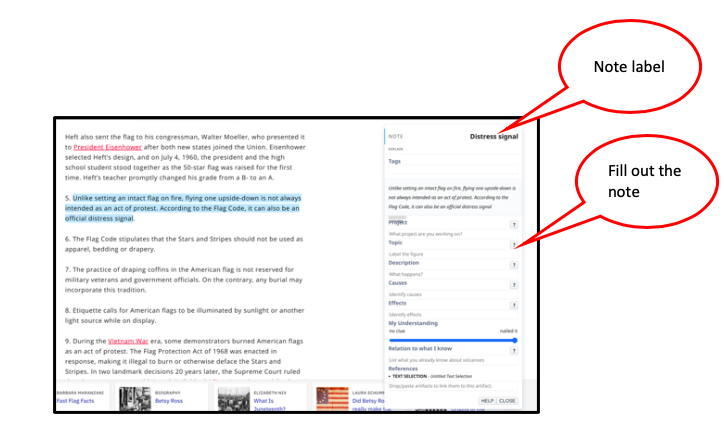 Note label
Fill out the
note
Heft also sent the flag to his congressman, Walter Moeller, who presented it
to President Eisenhower after both new states joined the Union. Eisenhower
selected Heft's design, and on July 4, 1960, the president and the high
school student stood together as the 50-star flag was raised for the first
time. Heft's teacher promptly changed his grade from a B- to an A.
5. Unlike setting an intact flag on fire, flying one upside-down is not always
intended as an act of protest. According to the Flag Code, it can also be an
official distress signal.
6. The Flag Code stipulates that the Stars and Stripes should not be used as
apparel, bedding or drapery.
7. The practice of draping coffins in the American flag is not reserved for
military veterans and government officials. On the contrary, any burial may
incorporate this tradition.
8. Etiquette calls for American flags to be illuminated by sunlight or another
light source while on display.
9. During the Vietnam War era, some demonstrators burned American flags
as an act of protest. The Flag Protection Act of 1968 was enacted in
response, making it illegal to burn or otherwise deface the Stars and
Stripes. In two landmark decisions 20 years later, the Supreme Court ruled
BARBARA MARANZANI
Fast Flag Facts
BIOGRAPHY
Betsy Ross
ELIZABETH NIX
What Is
Juneteenth?
LAURA SCHUMM
Did Betsy Ro
really make the
NOTE
Distress signal
EXPLAIN
Tags
Unlike setting an intact flag on fire, flying one upside-down is
not always intended as an act of protest. According to the
Flag Code, it can also be an official distress signal
Project
?
What project are you working on?
Topic
?
Label the figure
Description
?
What happens?
Causes
?
Identify causes
Effects
?
Identify effects
My Understanding
no clue
nailed it
Relation to what I know
?
List what you already know about volcanoes
References
• TEXT SELECTION - Untitled Text Selection
Drop/paste artifacts to link them to this artifact.
HELP
CLOSE